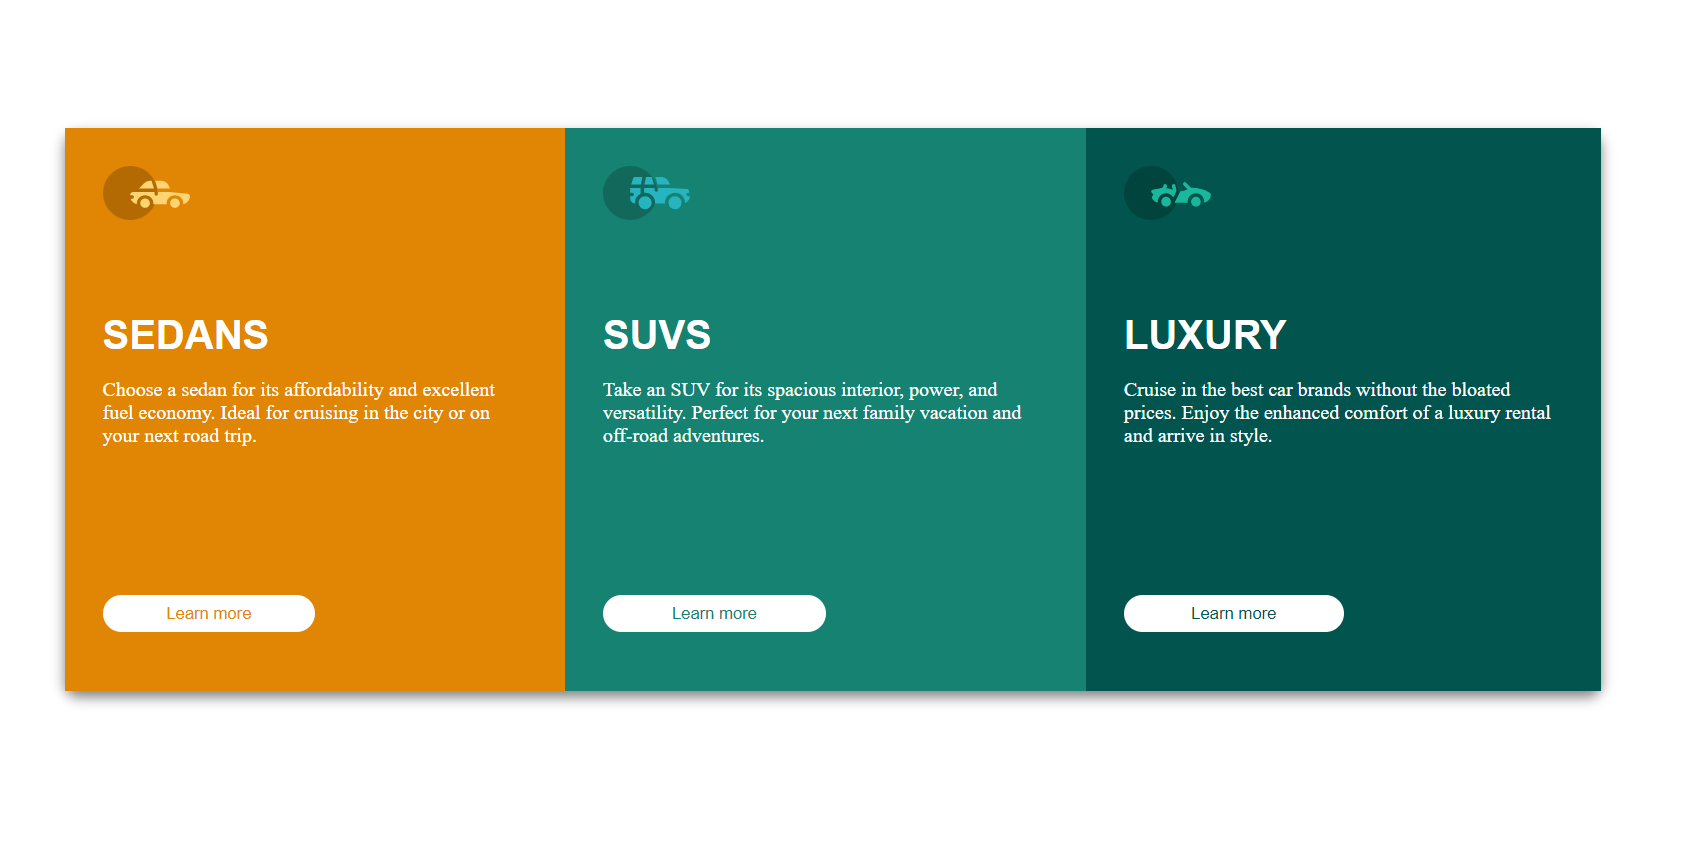 SEDANS
Choose a sedan for its affordability and excellent
fuel economy. Ideal for cruising in the city or on
your next road trip.
Learn more
SUVS
Take an SUV for its spacious interior, power, and
versatility. Perfect for your next family vacation and
off-road adventures.
Learn more
LUXURY
Cruise in the best car brands without the bloated
prices. Enjoy the enhanced comfort of a luxury rental
and arrive in style.
Learn more